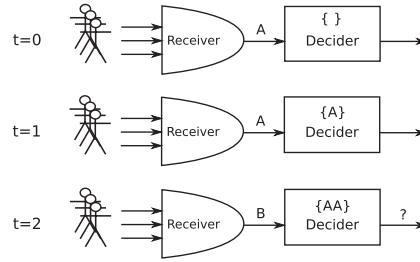 A { }
t=0 Receiver Decider
A {A}
t=1 Receiver Decider
B {AA} ?
t=2 Receiver Decider